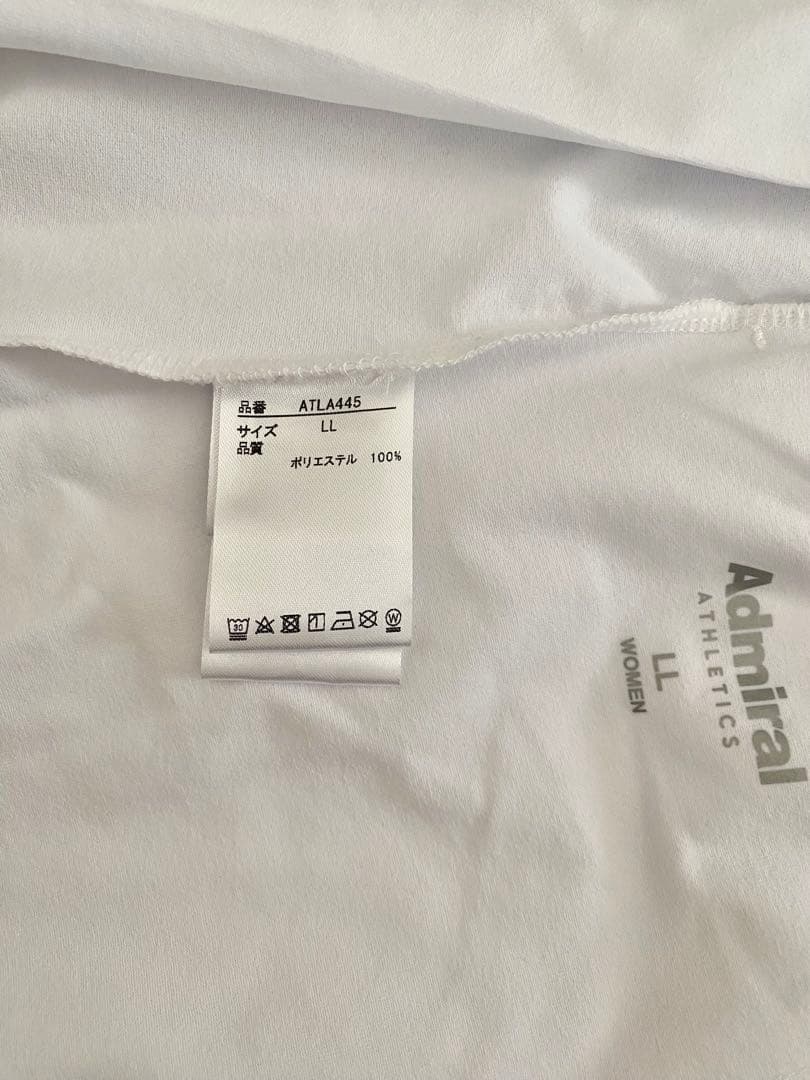 品番 ATLA445
サイズ LL
品質
ポリエステル 100%
30
W
Admiral
ATHLETICS
LL
WOMEN